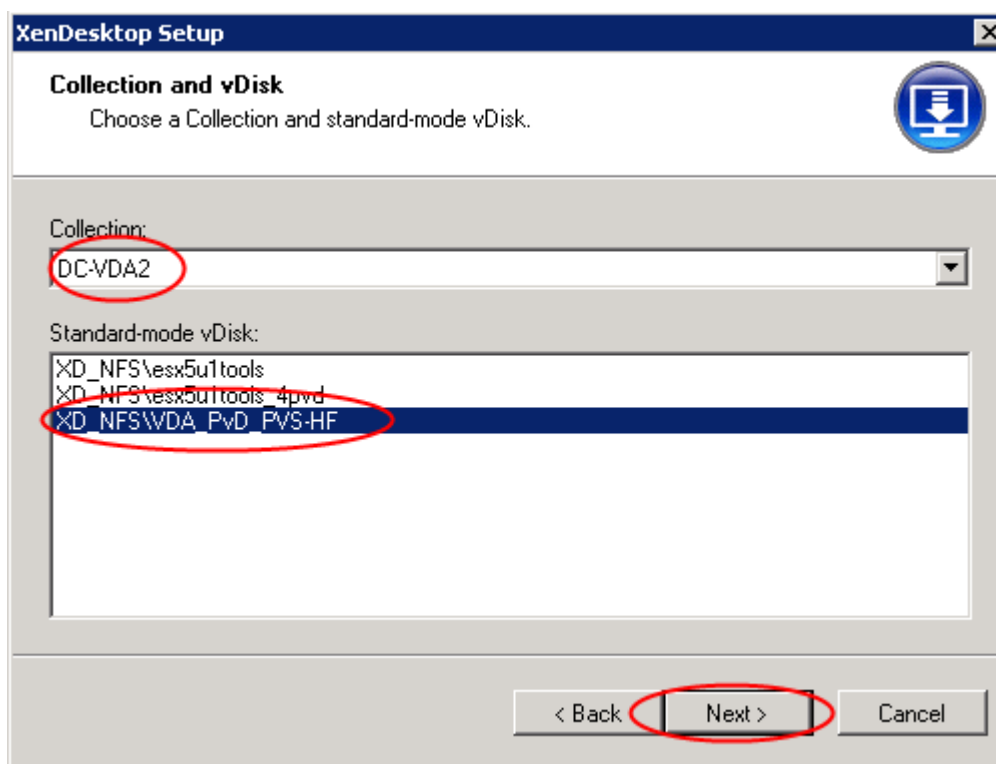 XenDesktop Setup
Collection and vDisk
Choose a Collection and standard-mode vDisk.
Collection:
DC-VDA2
Standard-mode vDisk:
XD_NFS\esx5u1tools
XD_NFS\esx5u1tools_4pvd
XD_NFS\VDA_PvD_PVS-HF
< Back
Next >
Cancel